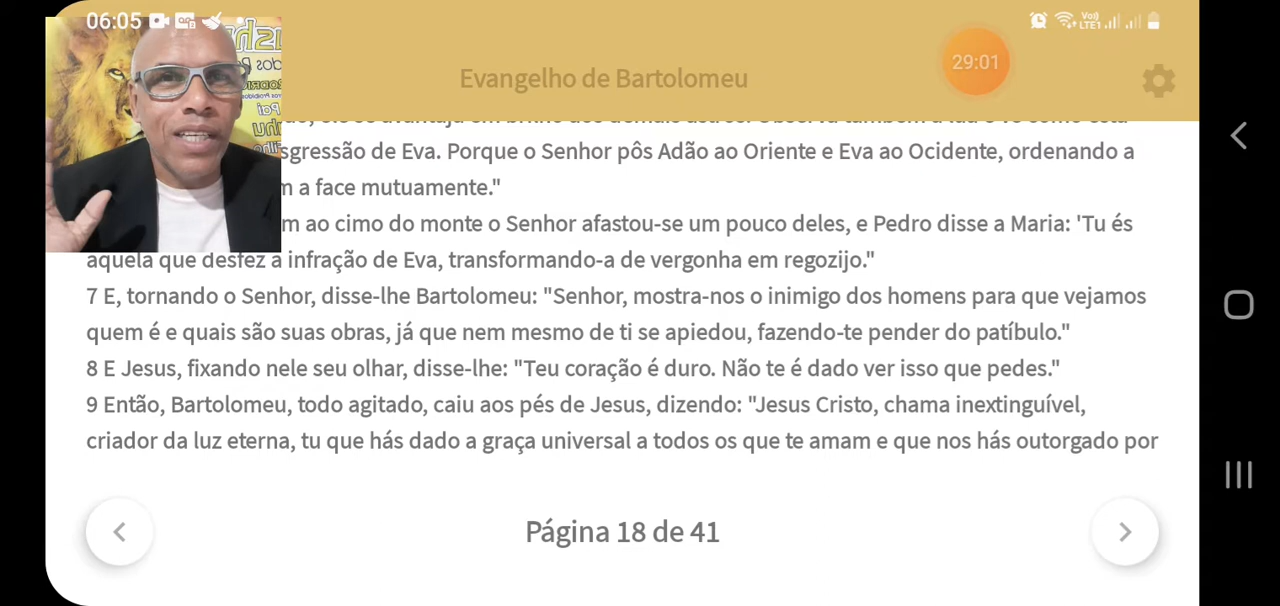 06:05
Vo)) LTE1
29:01
Evangelho de Bartolomeu
sgressão de Eva. Porque o Senhor pôs Adão ao Oriente e Eva ao Ocidente, ordenando a
m a face mutuamente."
m ao cimo do monte o Senhor afastou-se um pouco deles, e Pedro disse a Maria: 'Tu és
aquela que desfez a infração de Eva, transformando-a de vergonha em regozijo."
7 E, tornando o Senhor, disse-lhe Bartolomeu: "Senhor, mostra-nos o inimigo dos homens para que vejamos
quem é e quais são suas obras, já que nem mesmo de ti se apiedou, fazendo-te pender do patíbulo."
8 E Jesus, fixando nele seu olhar, disse-lhe: "Teu coração é duro. Não te é dado ver isso que pedes."
9 Então, Bartolomeu, todo agitado, caiu aos pés de Jesus, dizendo: "Jesus Cristo, chama inextinguível,
criador da luz eterna, tu que hás dado a graça universal a todos os que te amam e que nos hás outorgado por
Página 18 de 41